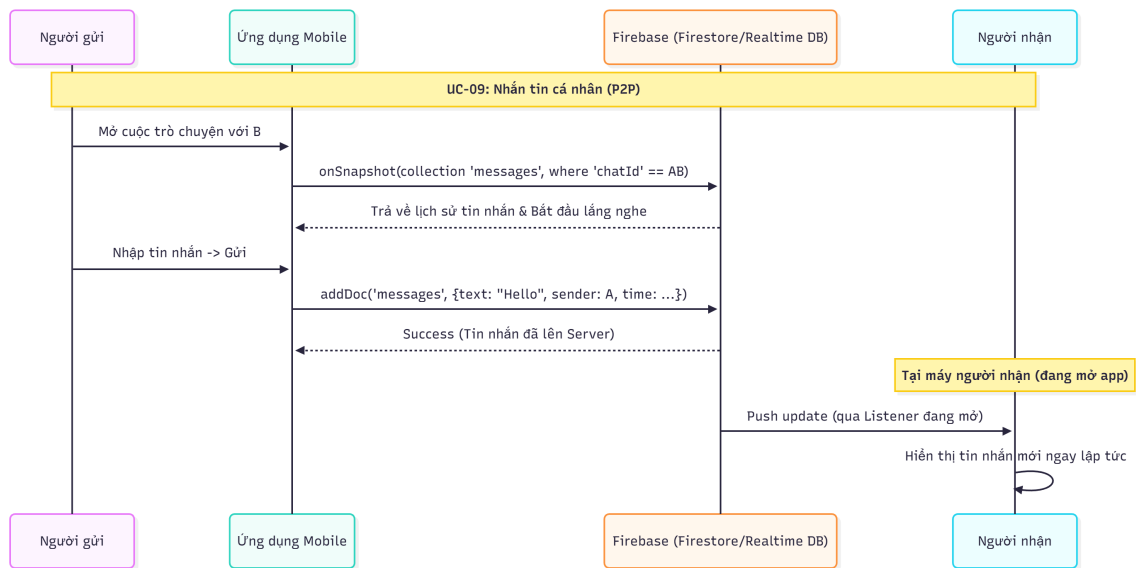 Người gửi
Ứng dụng Mobile
Firebase (Firestore/Realtime DB)
Người nhận
UC-09: Nhắn tin cá nhân (P2P)
Mở cuộc trò chuyện với B
onSnapshot(collection 'messages', where 'chatId' == AB)
Trả về lịch sử tin nhắn & Bắt đầu lắng nghe
Nhập tin nhắn -> Gửi
addDoc('messages', {text: "Hello", sender: A, time: ...})
Success (Tin nhắn đã lên Server)
Tại máy người nhận (đang mở app)
Push update (qua Listener đang mở)
Hiển thị tin nhắn mới ngay lập tức
Người gửi
Ứng dụng Mobile
Firebase (Firestore/Realtime DB)
Người nhận